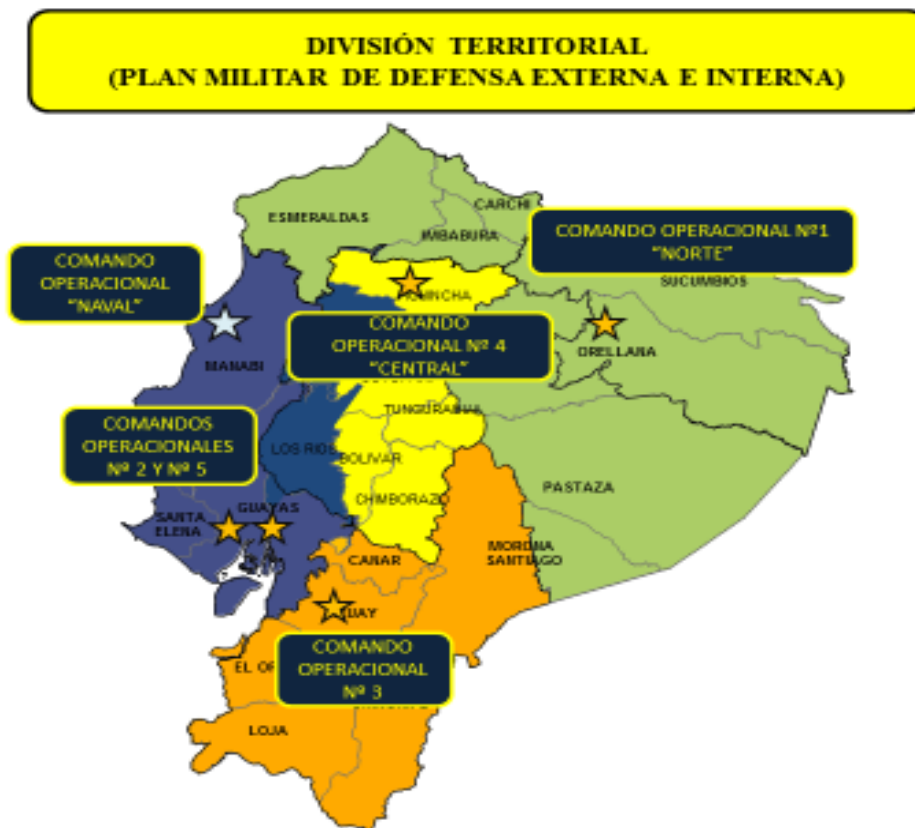 DIVISIÓN TERRITORIAL
(PLAN MILITAR DE DEFENSA EXTERNA E INTERNA)
CARCHI
ESMERALDAS
IMBABURA
COMANDO OPERACIONAL Nº1
"NORTE"
SUCUMBIOS
COMANDO
OPERACIONAL
"NAVAL"
COMANDO
OPERACIONAL Nº 4
"CENTRAL"
ORELLANA
MANABI
TUNGURAHUA
COMANDOS
OPERACIONALES
Nº 2 Y Nº 5
LOS RIOS
BOLIVAR
CHIMBORAZO
PASTAZA
GUAYAS
SANTA
ELENA
MORONA
SANTIAGO
CAÑAR
COMANDO
OPERACIONAL
Nº 3
LOJA